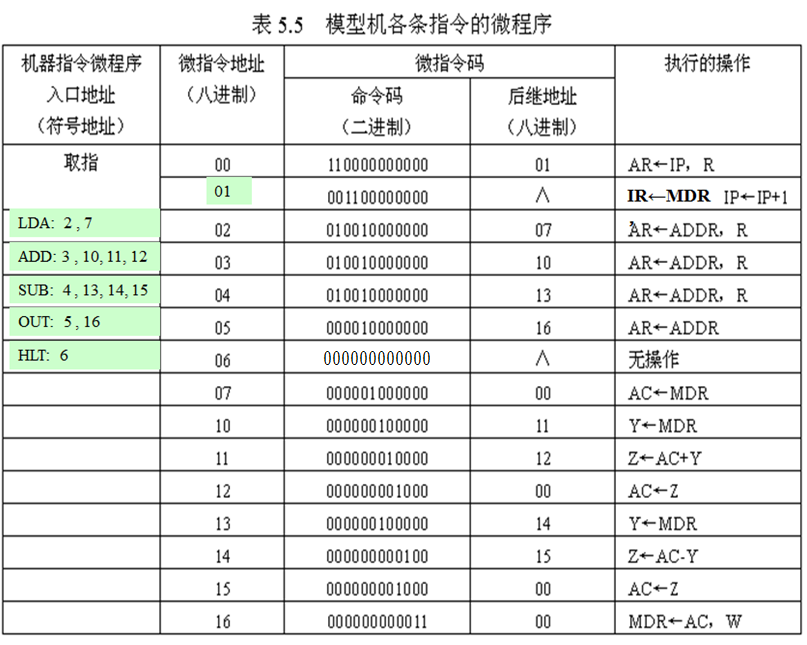 表 5.5 模型机各条指令的微程序
机器指令微程序入口地址（符号地址） 微指令地址（八进制） 微指令码 执行的操作
命令码（二进制） 后继地址（八进制）
取指 00 110000000000 01 AR←IP，R
01 001100000000 ∧ IR←MDR IP←IP+1
LDA: 2 , 7 02 010010000000 07 AR←ADDR，R
ADD: 3 , 10, 11, 12 03 010010000000 10 AR←ADDR，R
SUB: 4 , 13, 14, 15 04 010010000000 13 AR←ADDR，R
OUT: 5 , 16 05 000010000000 16 AR←ADDR
HLT: 6 06 000000000000 ∧ 无操作
07 000001000000 00 AC←MDR
10 000000100000 11 Y←MDR
11 000000010000 12 Z←AC+Y
12 000000001000 00 AC←Z
13 000000100000 14 Y←MDR
14 000000000100 15 Z←AC-Y
15 000000001000 00 AC←Z
16 000000000011 00 MDR←AC，W